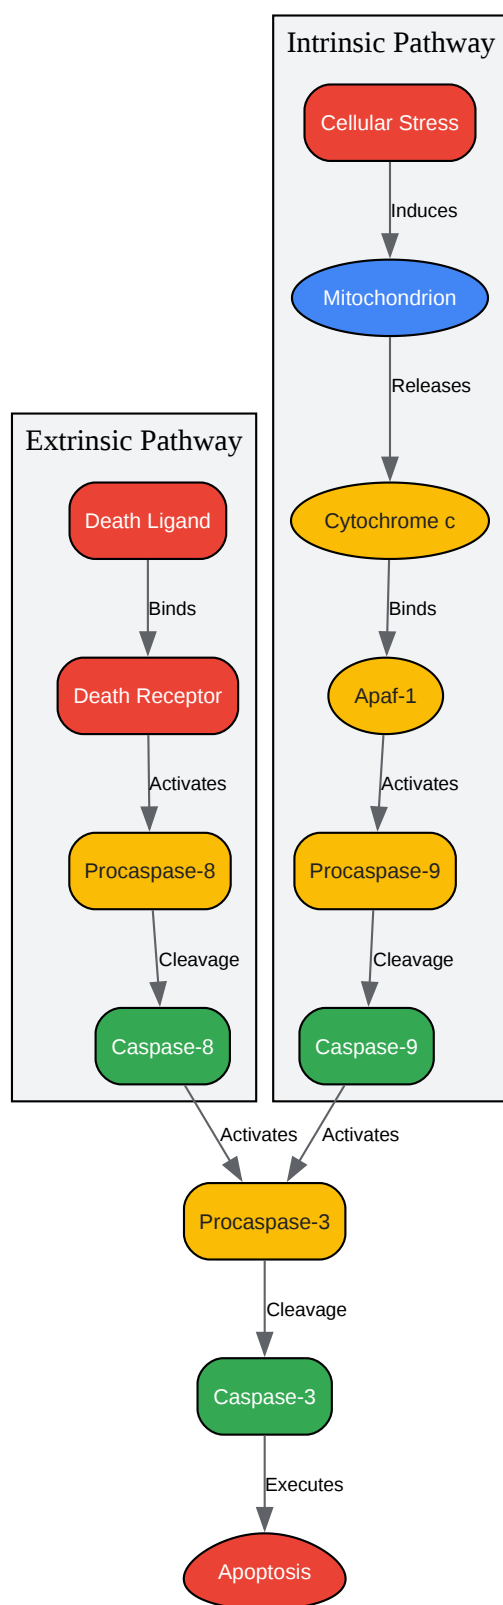 Intrinsic Pathway
Cellular Stress
Induces
Mitochondrion
Releases
Cytochrome c
Binds
Apaf-1
Activates
Procaspase-9
Cleavage
Caspase-9
Activates
Extrinsic Pathway
Death Ligand
Binds
Death Receptor
Activates
Procaspase-8
Cleavage
Caspase-8
Activates
Procaspase-3
Cleavage
Caspase-3
Executes
Apoptosis